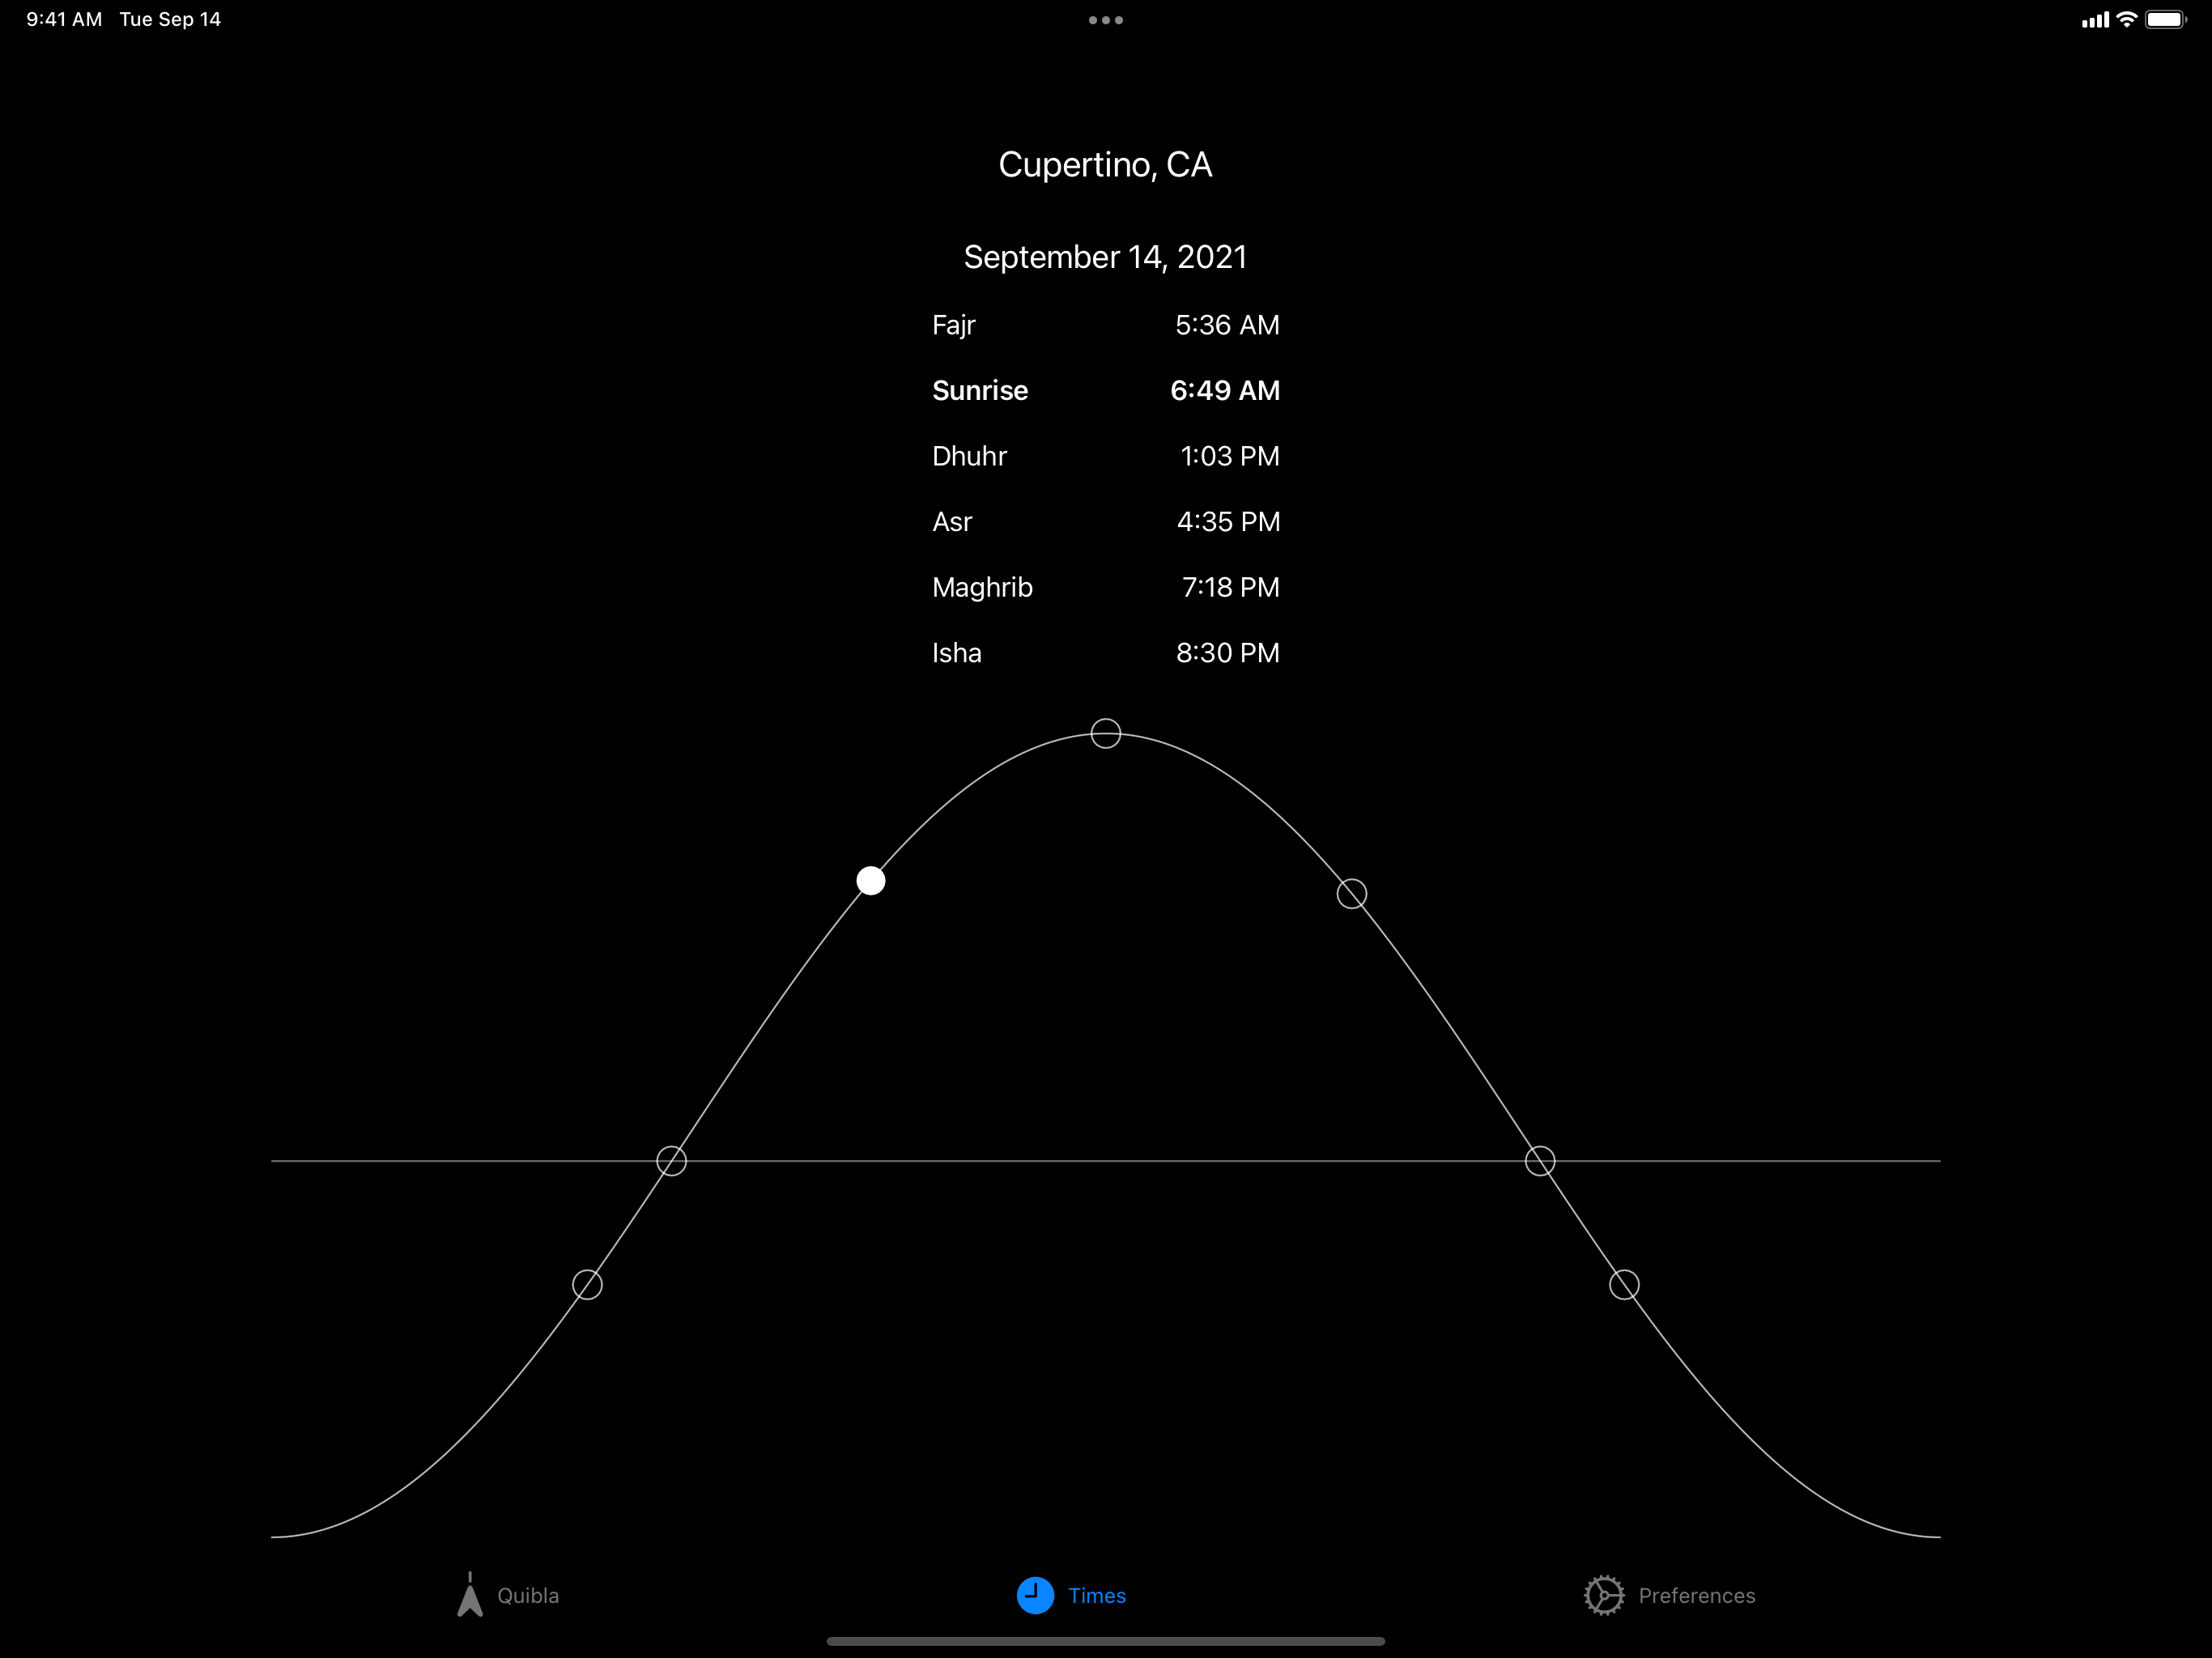 9:41 AM Tue Sep 14
Cupertino, CA
September 14, 2021
Fajr 5:36 AM
Sunrise 6:49 AM
Dhuhr 1:03 PM
Asr 4:35 PM
Maghrib 7:18 PM
Isha 8:30 PM
Quibla Times Preferences